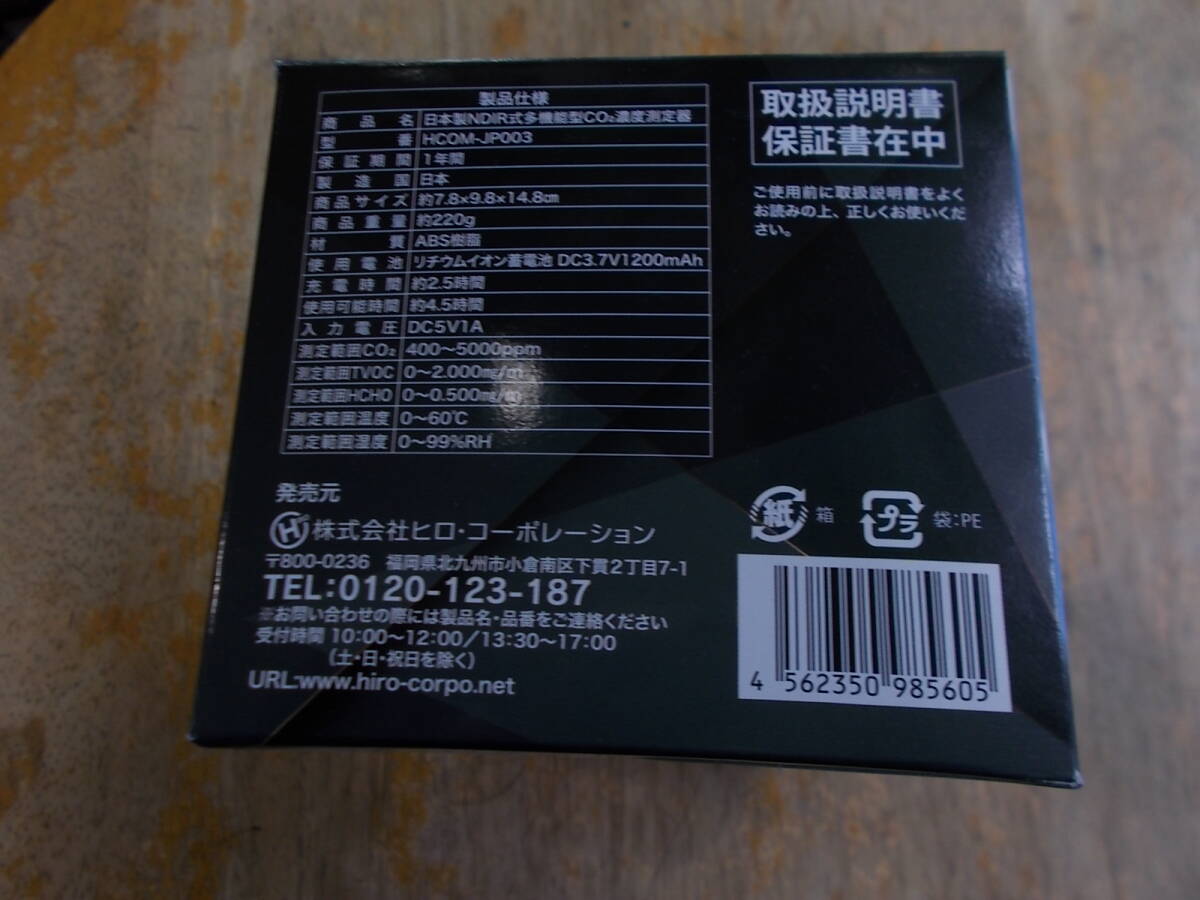 製品仕様
商品名 日本製NDIR式多機能型CO₂濃度測定器
型番 HCOM-JP003
保証期間 1年間
製造国 日本
商品サイズ 約7.8×9.8×14.8㎝
商品重量 約220g
材質 ABS樹脂
使用電池 リチウムイオン蓄電池 DC3.7V1200mAh
充電時間 約2.5時間
使用可能時間 約4.5時間
入力電圧 DC5V1A
測定範囲CO₂ 400～5000ppm
測定範囲TVOC 0～2.000㎎/㎥
測定範囲HCHO 0～0.500㎎/㎥
測定範囲温度 0～60℃
測定範囲湿度 0～99%RH
取扱説明書
保証書在中
ご使用前に取扱説明書をよく
お読みの上、正しくお使いくだ
さい。
発売元
H 株式会社ヒロ・コーポレーション
〒800-0236 福岡県北九州市小倉南区下貫2丁目7-1
TEL:0120-123-187
※お問い合わせの際には製品名・品番をご連絡ください
受付時間 10:00～12:00/13:30～17:00
(土・日・祝日を除く)
URL:www.hiro-corpo.net
紙 箱
プラ 袋:PE
4 562350 985605